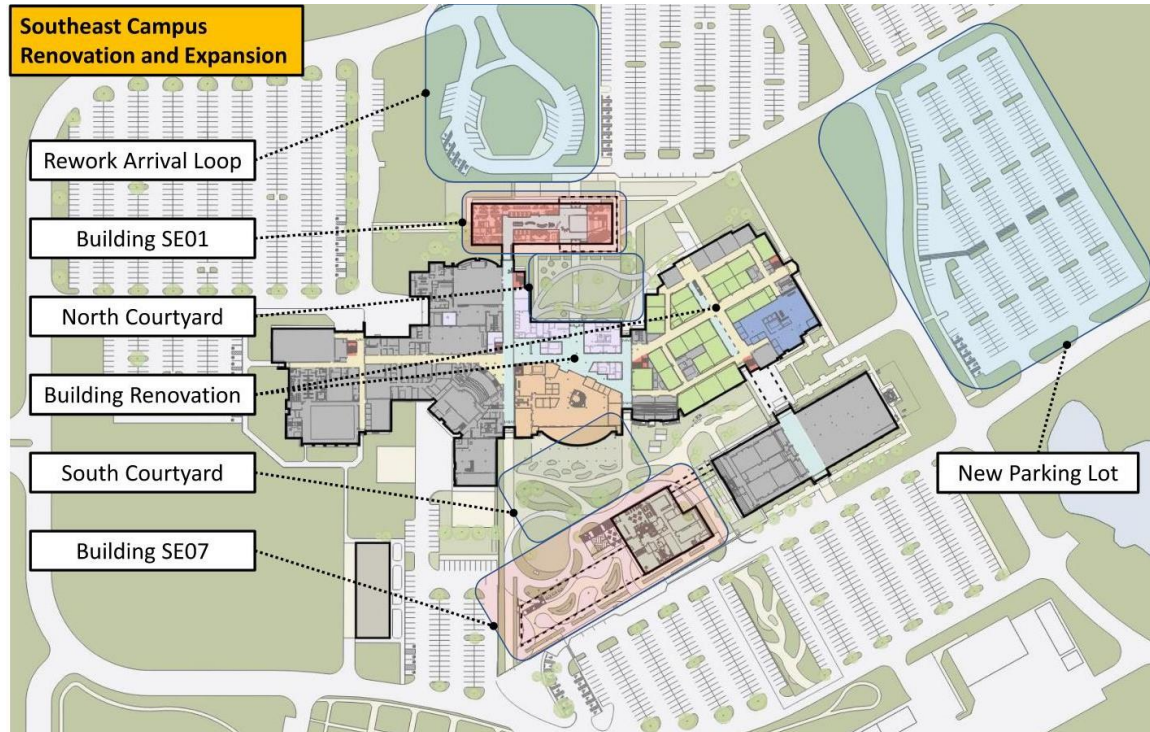 Southeast Campus
Renovation and Expansion
Rework Arrival Loop
Building SE01
North Courtyard
Building Renovation
South Courtyard
Building SE07
New Parking Lot